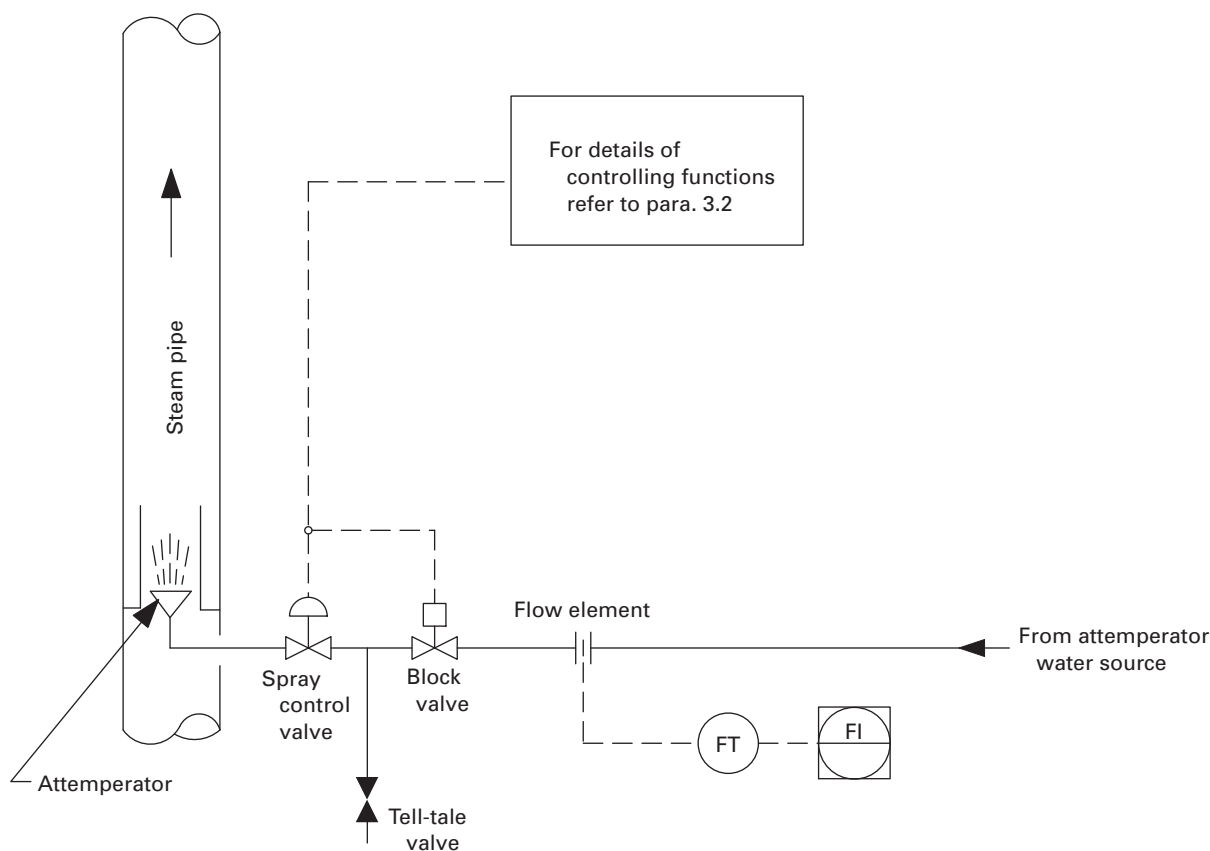 For details of
controlling functions
refer to para. 3.2
Steam pipe
Flow element
From attemperator
water source
Spray
control
valve
Block
valve
FT
FI
Attemperator
Tell-tale
valve